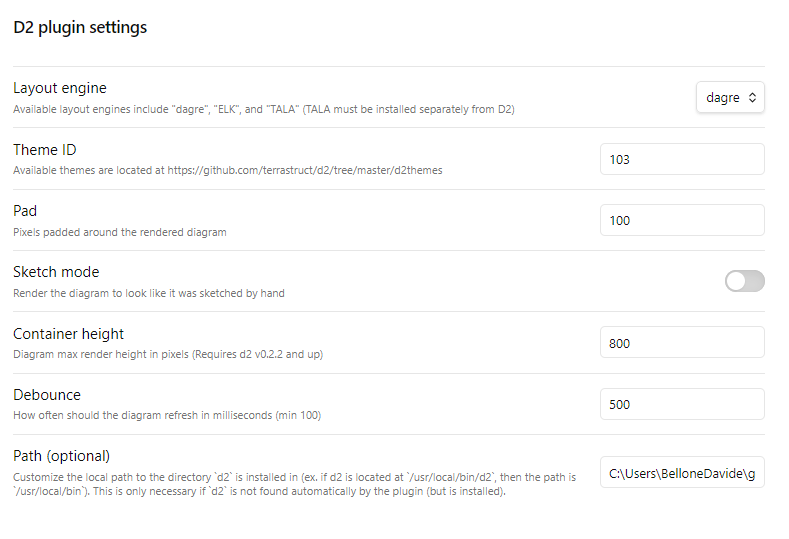 D2 plugin settings
Layout engine
Available layout engines include "dagre", "ELK", and "TALA" (TALA must be installed separately from D2)
dagre
Theme ID
Available themes are located at https://github.com/terrastruct/d2/tree/master/d2themes
103
Pad
Pixels padded around the rendered diagram
100
Sketch mode
Render the diagram to look like it was sketched by hand
Container height
Diagram max render height in pixels (Requires d2 v0.2.2 and up)
800
Debounce
How often should the diagram refresh in milliseconds (min 100)
500
Path (optional)
Customize the local path to the directory `d2` is installed in (ex. if d2 is located at `/usr/local/bin/d2`, then the path is
`/usr/local/bin`). This is only necessary if `d2` is not found automatically by the plugin (but is installed).
C:\Users\BelloneDavide\g